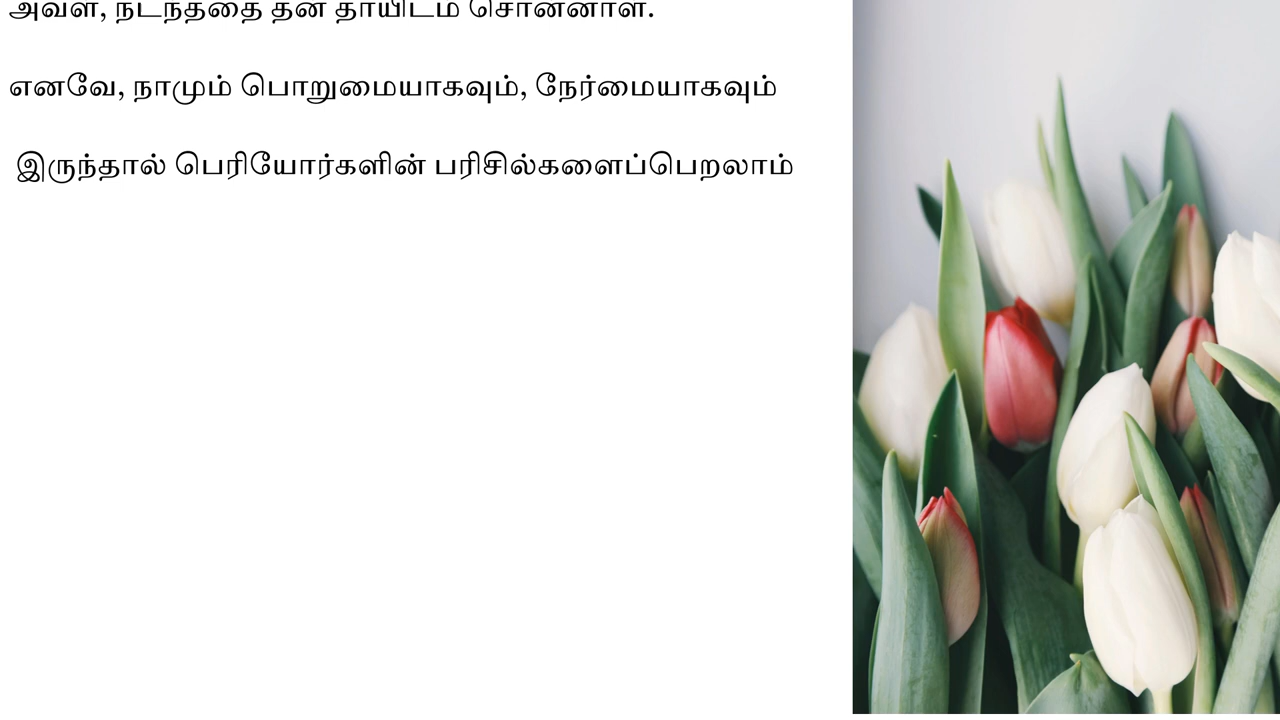 அவள், நடந்ததை தன் தாயிடம் சொன்னாள்.
எனவே, நாமும் பொறுமையாகவும், நேர்மையாகவும்
இருந்தால் பெரியோர்களின் பரிசில்களைப்பெறலாம்